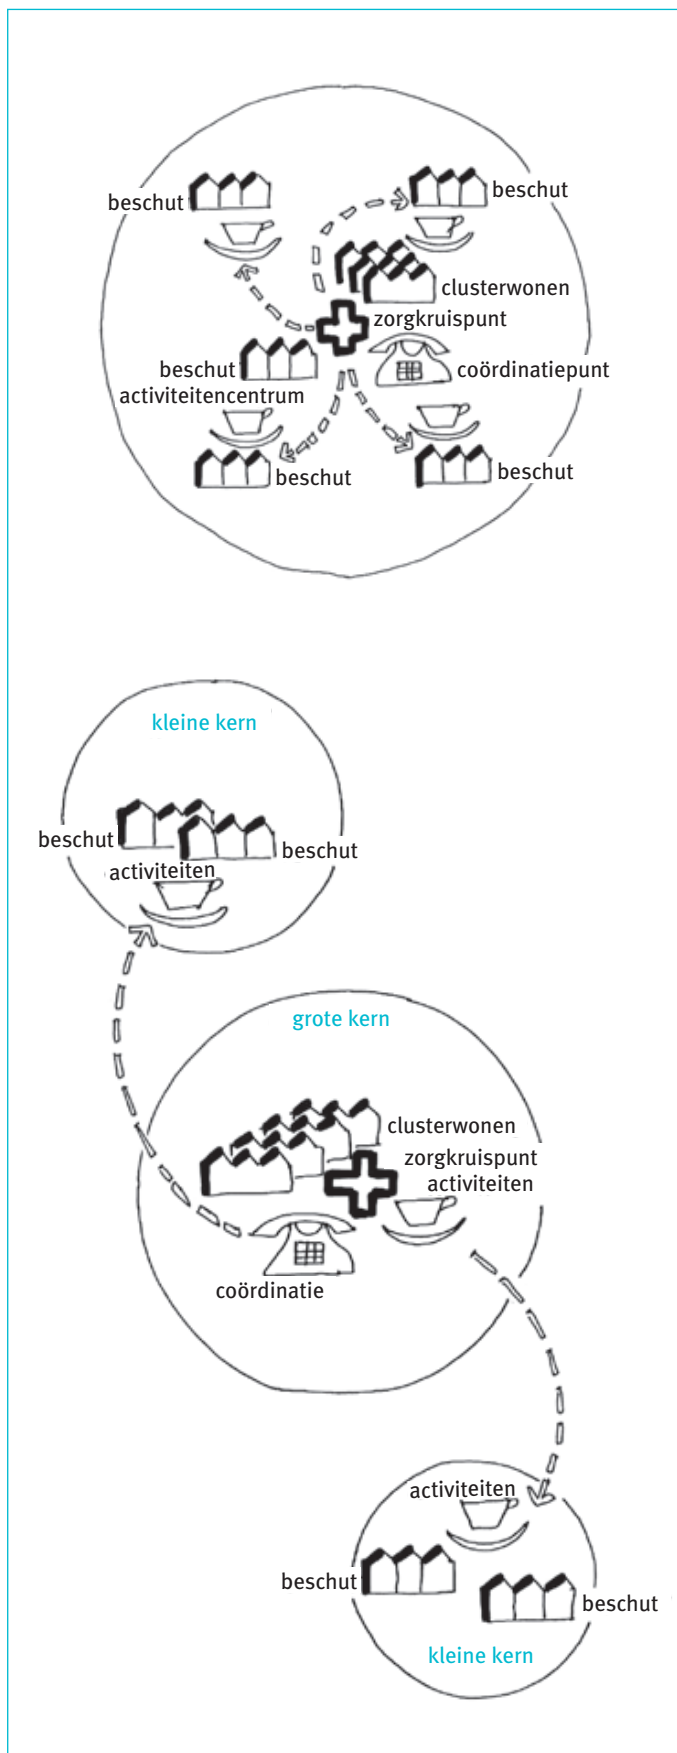 beschut
beschut
clusterwonen
zorgkruispunt
beschut
coördinatiepunt
activiteitencentrum
beschut
beschut
kleine kern
beschut
beschut
activiteiten
grote kern
clusterwonen
zorgkruispunt
activiteiten
coördinatie
activiteiten
beschut
beschut
kleine kern